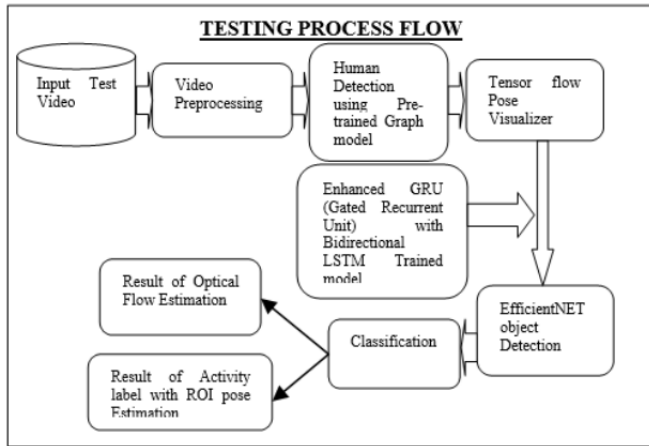 TESTING PROCESS FLOW
Input Test
Video
Video
Preprocessing
Human
Detection
using Pre-
trained Graph
model
Tensor flow
Pose
Visualizer
Enhanced GRU
(Gated Recurrent
Unit) with
Bidirectional
LSTM Trained
model
EfficientNET
object
Detection
Classification
Result of Optical
Flow Estimation
Result of Activity
label with ROI pose
Estimation